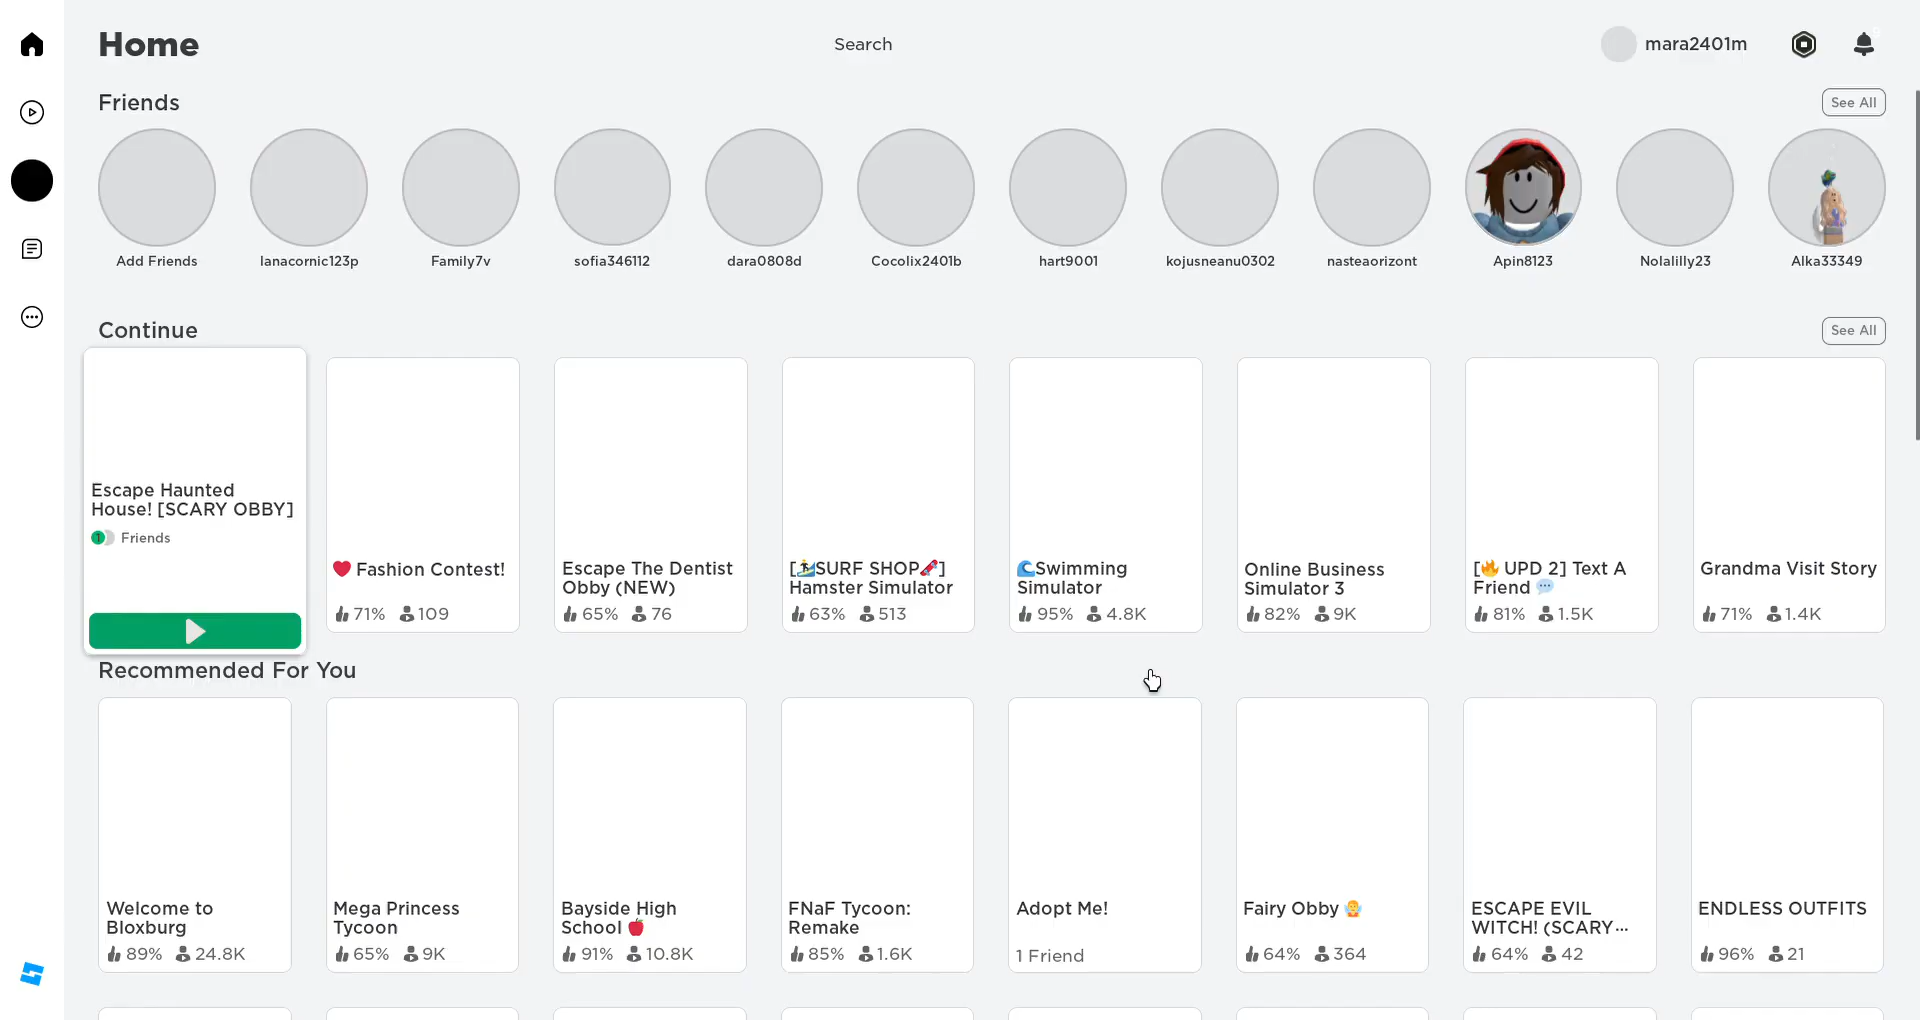 Home
Search
mara2401m
Friends
See All
Add Friends
lanacornic123p
Family7v
sofia346112
dara0808d
Cocolix2401b
hart9001
kojusneanu0302
nasteaorizont
Apin8123
Nolalilly23
Alka33349
Continue
See All
Escape Haunted
House! [SCARY OBBY]
1 Friends
❤️ Fashion Contest!
71% 109
Escape The Dentist
Obby (NEW)
65% 76
[🏄SURF SHOP🛹]
Hamster Simulator
63% 513
🌊Swimming
Simulator
95% 4.8K
Online Business
Simulator 3
82% 9K
[🔥 UPD 2] Text A
Friend 💬
81% 1.5K
Grandma Visit Story
71% 1.4K
Recommended For You
Welcome to
Bloxburg
89% 24.8K
Mega Princess
Tycoon
65% 9K
Bayside High
School 🍎
91% 10.8K
FNaF Tycoon:
Remake
85% 1.6K
Adopt Me!
1 Friend
Fairy Obby 🧚
64% 364
ESCAPE EVIL
WITCH! (SCARY...
64% 42
ENDLESS OUTFITS
96% 21